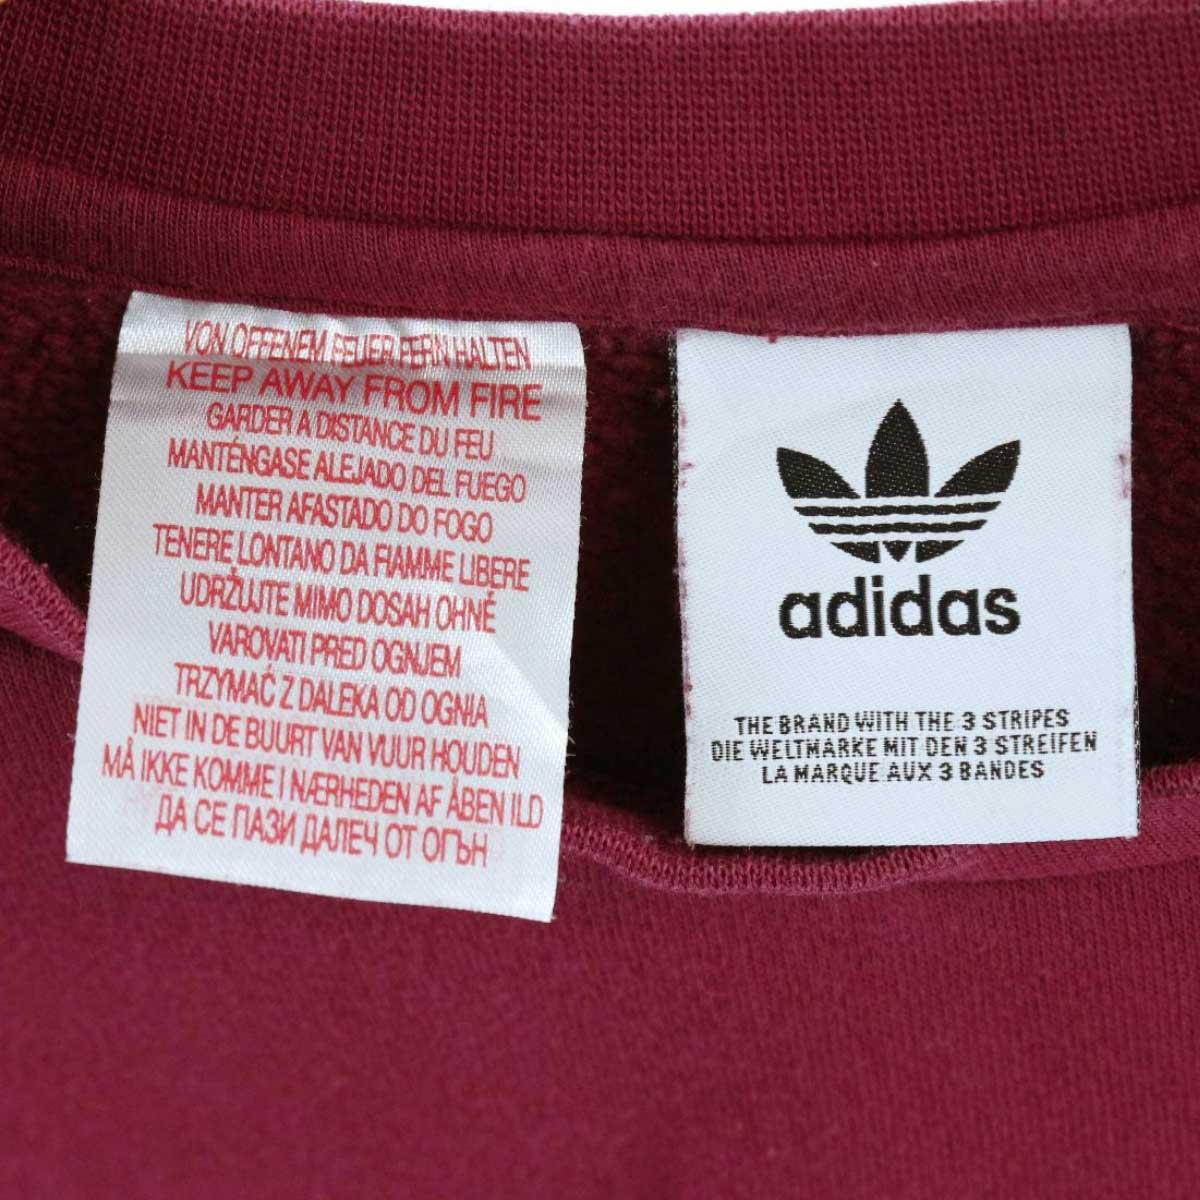 VON OFFENEM FEUER FERN HALTEN
KEEP AWAY FROM FIRE
GARDER A DISTANCE DU FEU
MANTÉNGASE ALEJADO DEL FUEGO
MANTER AFASTADO DO FOGO
TENERE LONTANO DA FIAMME LIBERE
UDRŽUJTE MIMO DOSAH OHNĚ
VAROVATI PRED OGNJEM
TRZYMAĆ Z DALEKA OD OGNIA
NIET IN DE BUURT VAN VUUR HOUDEN
MÅ IKKE KOMME I NÆRHEDEN AF ÅBEN ILD
ДА СЕ ПАЗИ ДАЛЕЧ ОТ ОГЪН
adidas
THE BRAND WITH THE 3 STRIPES
DIE WELTMARKE MIT DEN 3 STREIFEN
LA MARQUE AUX 3 BANDES